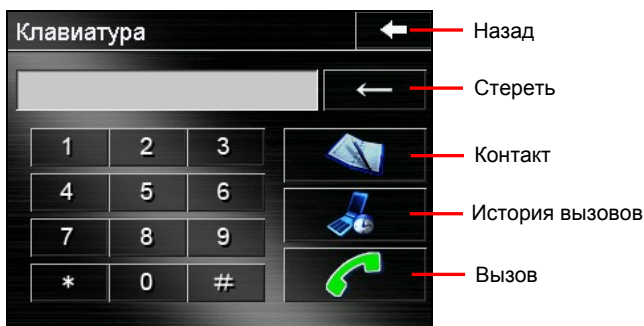 Клавиатура
Назад
Стереть
1 2 3
Контакт
4 5 6
История вызовов
7 8 9
* 0 #
Вызов